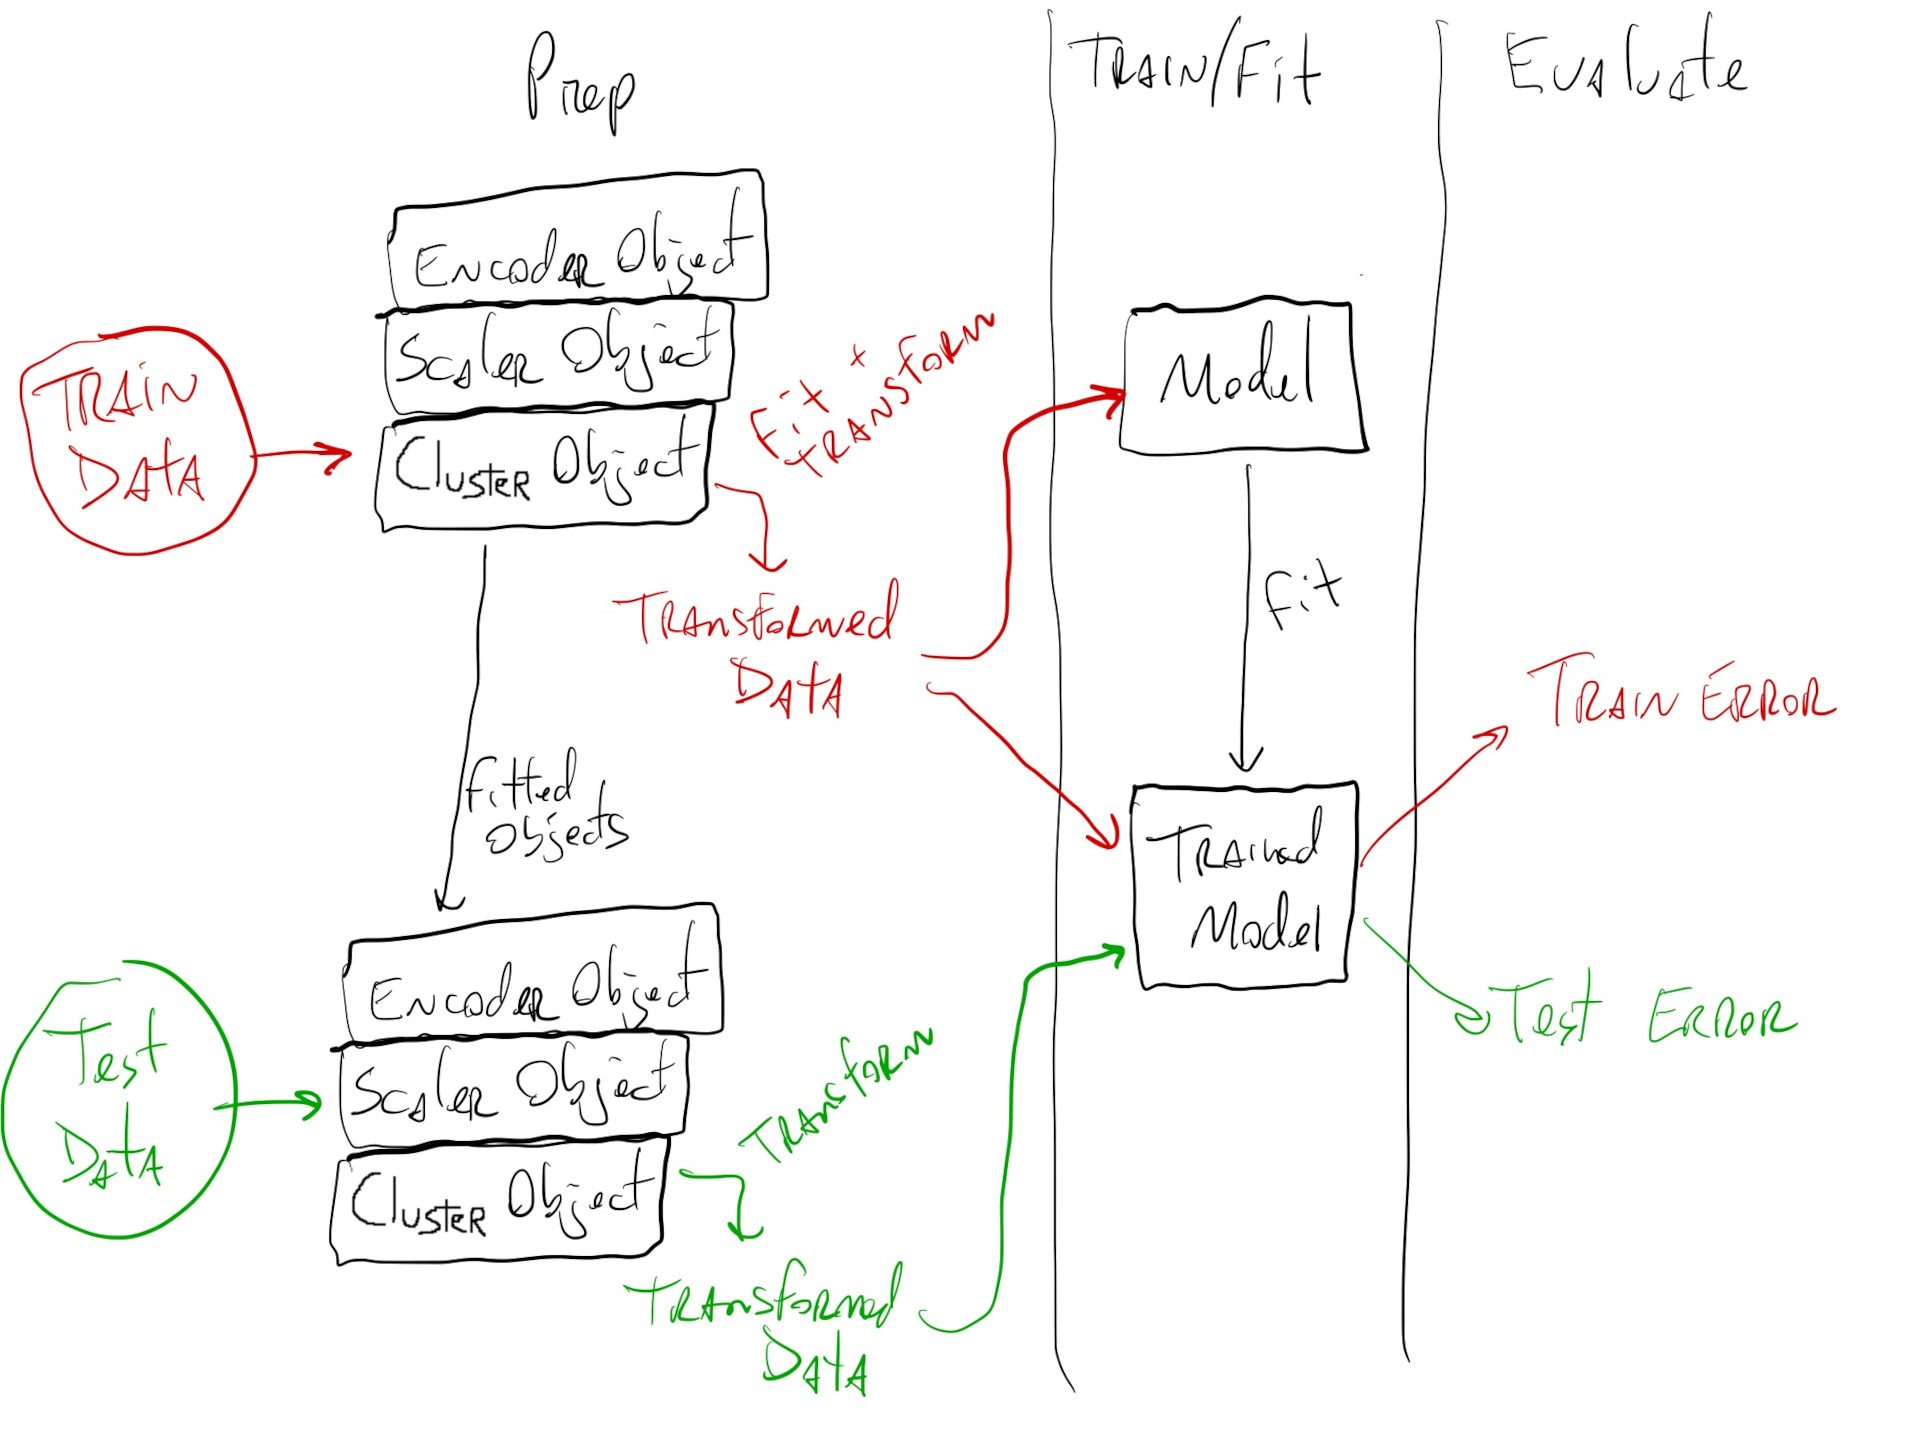 Prep
TRAIN/Fit
Evaluate
Encoder Object
Scaler Object
Cluster Object
TRAIN
DATA
Fit +
TRANSFORM
Model
TRANSFORMED
DATA
Fit
Fitted
Objects
TRAIN ERROR
Trained
Model
Encoder Object
Scaler Object
Cluster Object
Test
DATA
TRANSFORM
Test ERROR
TRANSFORMED
DATA